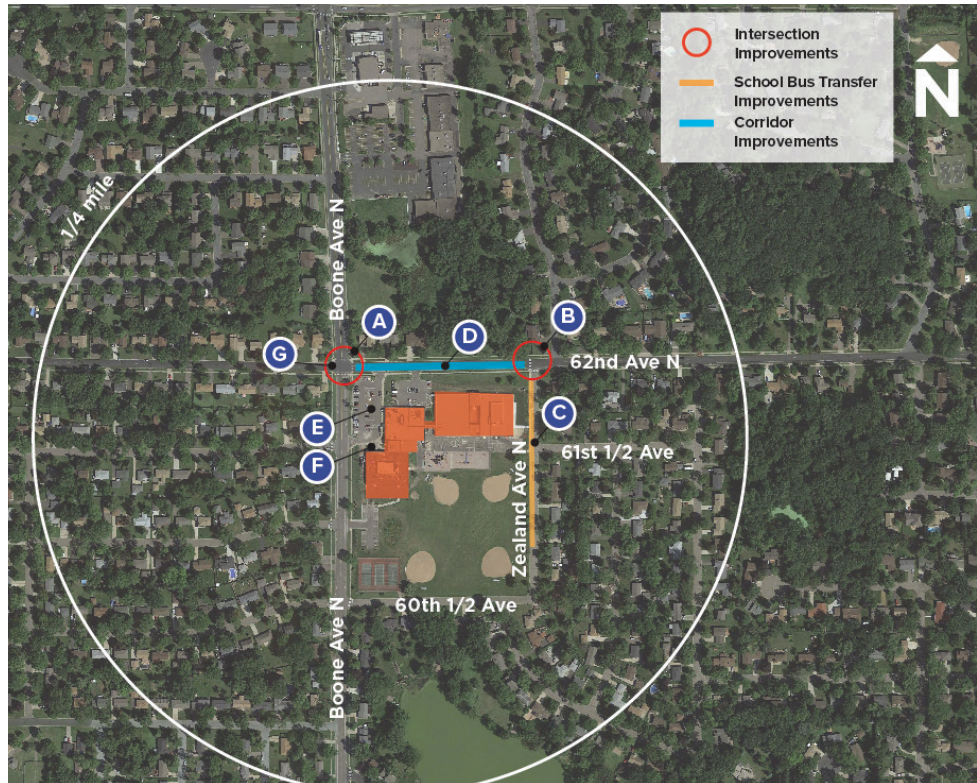 Intersection
Improvements
School Bus Transfer
Improvements
Corridor
Improvements
N
1/4 mile
Boone Ave N
A
B
G
D
62nd Ave N
E
C
F
61st 1/2 Ave
Zealand Ave N
60th 1/2 Ave
Boone Ave N